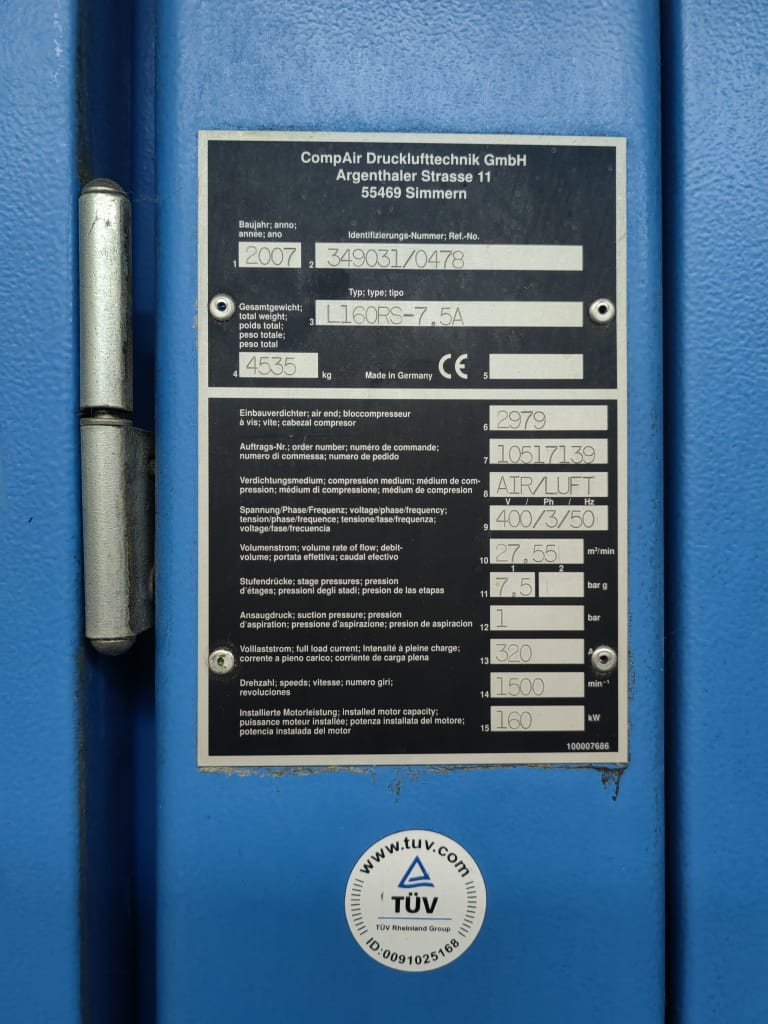 CompAir Drucklufttechnik GmbH
Argenthaler Strasse 11
55469 Simmern
Baujahr; anno;
année; ano
Identifizierungs-Nummer; Ref.-No.
1 2007 2 349031/0478
Typ; type; tipo
Gesamtgewicht;
total weight;
poids total;
peso totale;
peso total
3 L160RS-7,5A
4 4535 kg
Made in Germany CE 5
Einbauverdichter; air end; bloccompresseur
à vis; vite; cabezal compresor
6 2979
Auftrags-Nr.; order number; numéro de commande;
numero di commessa; numero de pedido
7 10517139
Verdichtungsmedium; compression medium; médium de com-
pression; médium di compressione; médium de compresion
8 AIR/LUFT
V / Ph / Hz
Spannung/Phase/Frequenz; voltage/phase/frequency;
tension/phase/frequence; tensione/fase/frequenza;
voltage/fase/frecuencia
9 400/3/50
Volumenstrom; volume rate of flow; debit-
volume; portata effettiva; caudal efectivo
10 27,55 m³/min
1 2
Stufendrücke; stage pressures; pression
d'étages; pressioni degli stadi; presion de las etapas
11 7,5 bar g
Ansaugdruck; suction pressure; pression
d'aspiration; pressione d'aspirazione; presion de aspiracion
12 1 bar
Volllaststrom; full load current; Intensité à pleine charge;
corrente a pieno carico; corriente de carga plena
13 320 A
Drehzahl; speeds; vitesse; numero giri;
revoluciones
14 1500 min⁻¹
Installierte Motorleistung; installed motor capacity;
puissance moteur installée; potenza installata del motore;
potencia instalada del motor
15 160 kW
100007686
www.tuv.com
TÜV
TÜV Rheinland Group
ID:0091025168